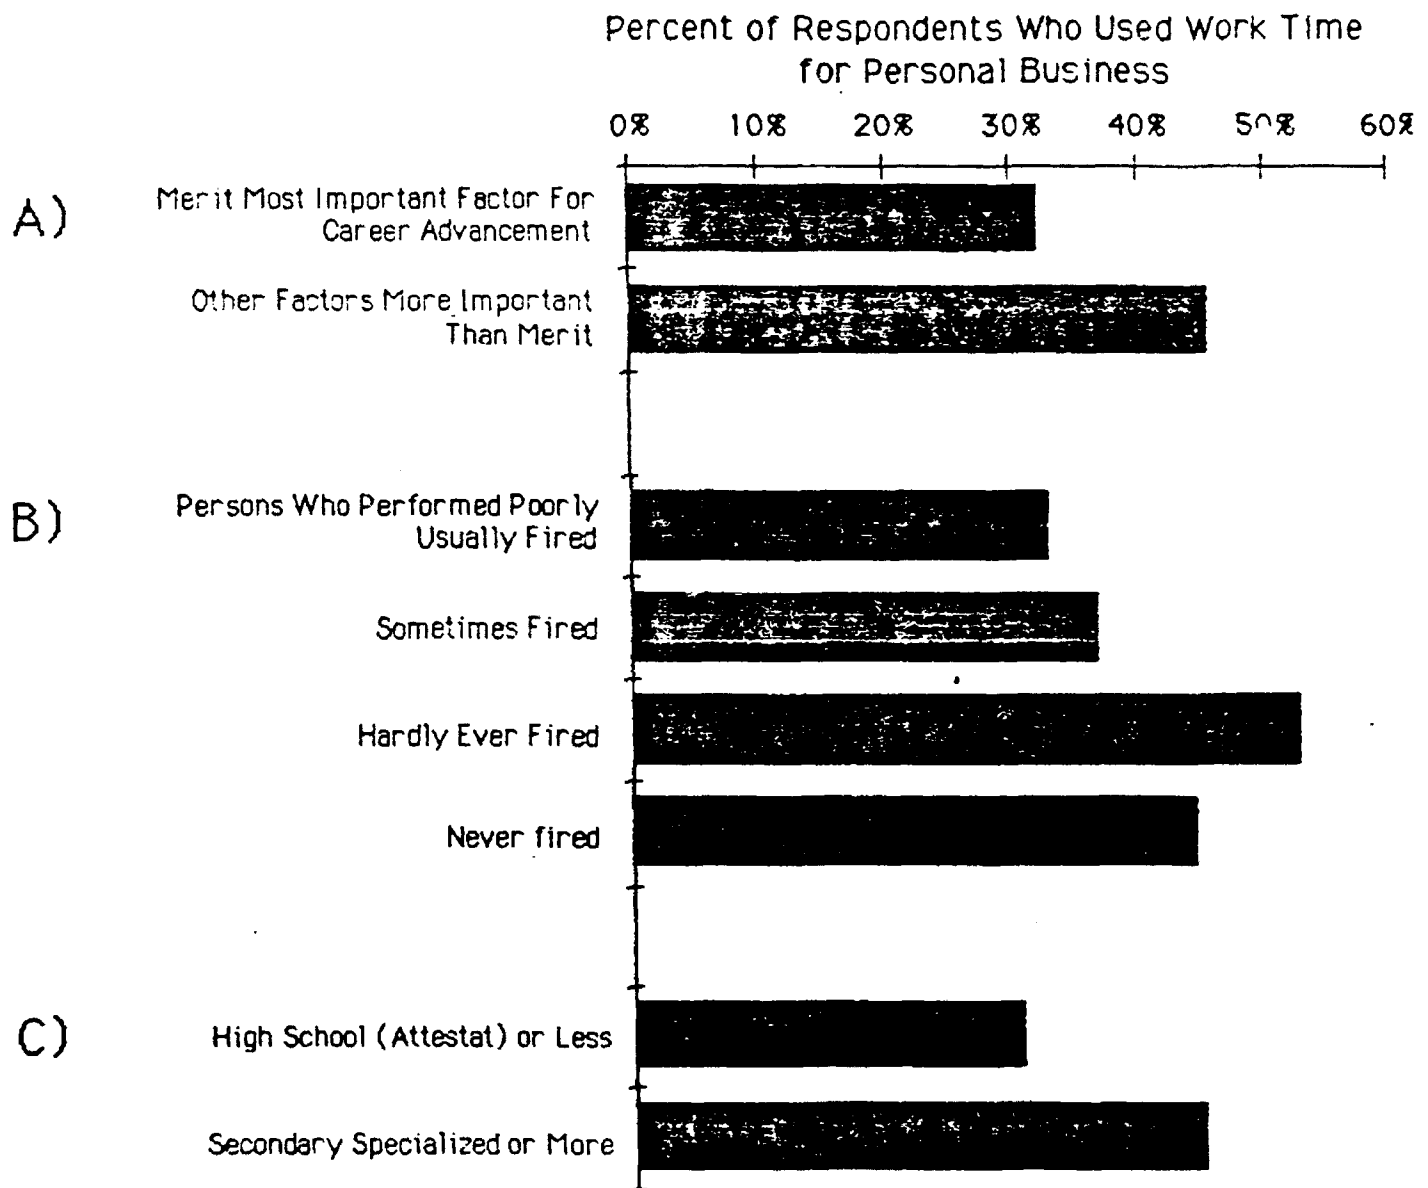 Percent of Respondents Who Used Work Time
for Personal Business
0% 10% 20% 30% 40% 50% 60%
A)
Merit Most Important Factor For
Career Advancement
Other Factors More Important
Than Merit
B)
Persons Who Performed Poorly
Usually Fired
Sometimes Fired
Hardly Ever Fired
Never fired
C)
High School (Attestat) or Less
Secondary Specialized or More